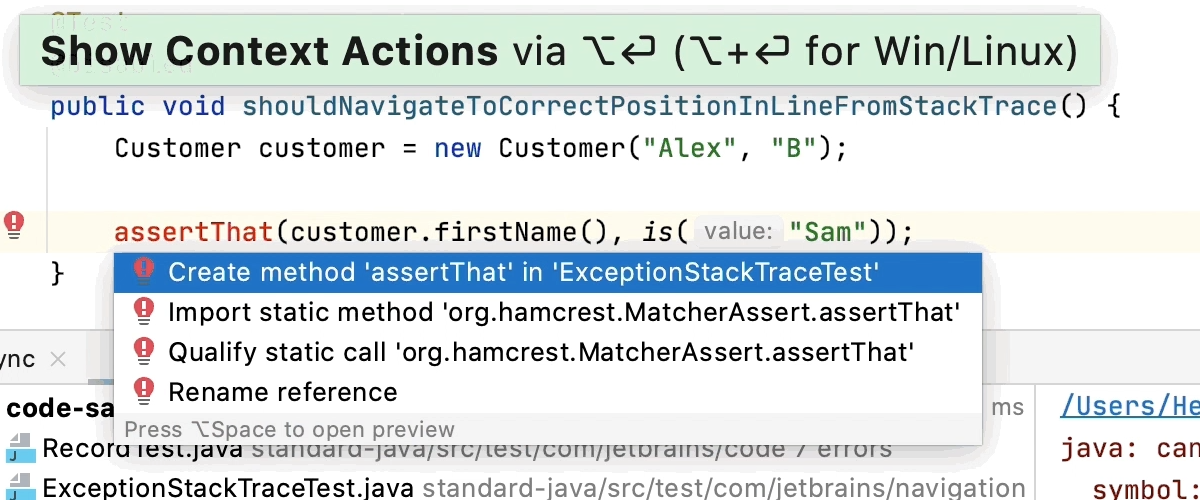 @Test
Show Context Actions via ⌥⏎ (⌥+⏎ for Win/Linux)
public void shouldNavigateToCorrectPositionInLineFromStackTrace() {
Customer customer = new Customer("Alex", "B");
assertThat(customer.firstName(), is( value: "Sam"));
}
Create method 'assertThat' in 'ExceptionStackTraceTest'
Import static method 'org.hamcrest.MatcherAssert.assertThat'
Qualify static call 'org.hamcrest.MatcherAssert.assertThat'
Rename reference
Press ⌥Space to open preview
ync
code-sa
ms
/Users/He
RecordTest.java standard-java/src/test/com/jetbrains/code 7 errors
java: can
ExceptionStackTraceTest.java standard-java/src/test/com/jetbrains/navigation
symbol: